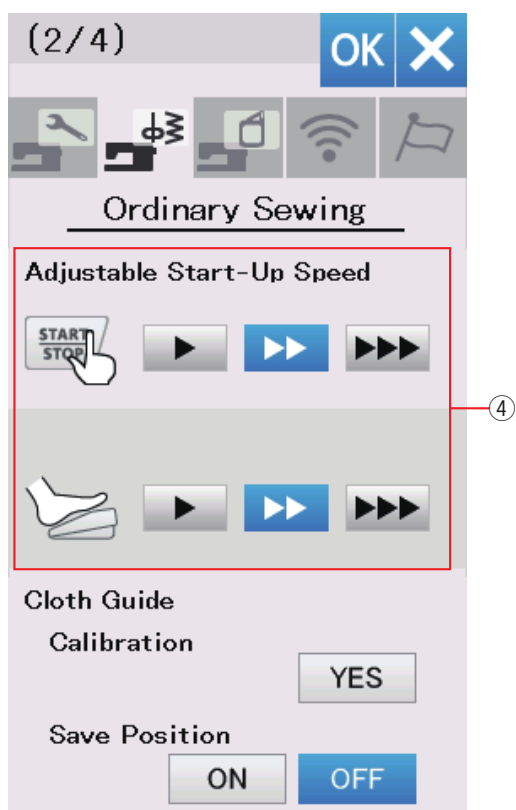 (2/4)
OK
Ordinary Sewing
Adjustable Start-Up Speed
START
STOP
④
Cloth Guide
Calibration
YES
Save Position
ON OFF